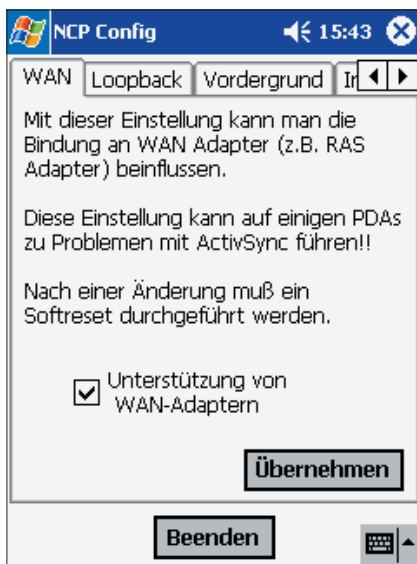 NCP Config 15:43
WAN Loopback Vordergrund Ir
Mit dieser Einstellung kann man die
Bindung an WAN Adapter (z.B. RAS
Adapter) beinflussen.
Diese Einstellung kann auf einigen PDAs
zu Problemen mit ActivSync führen!!
Nach einer Änderung muß ein
Softreset durchgeführt werden.
Unterstützung von
WAN-Adaptern
Übernehmen
Beenden